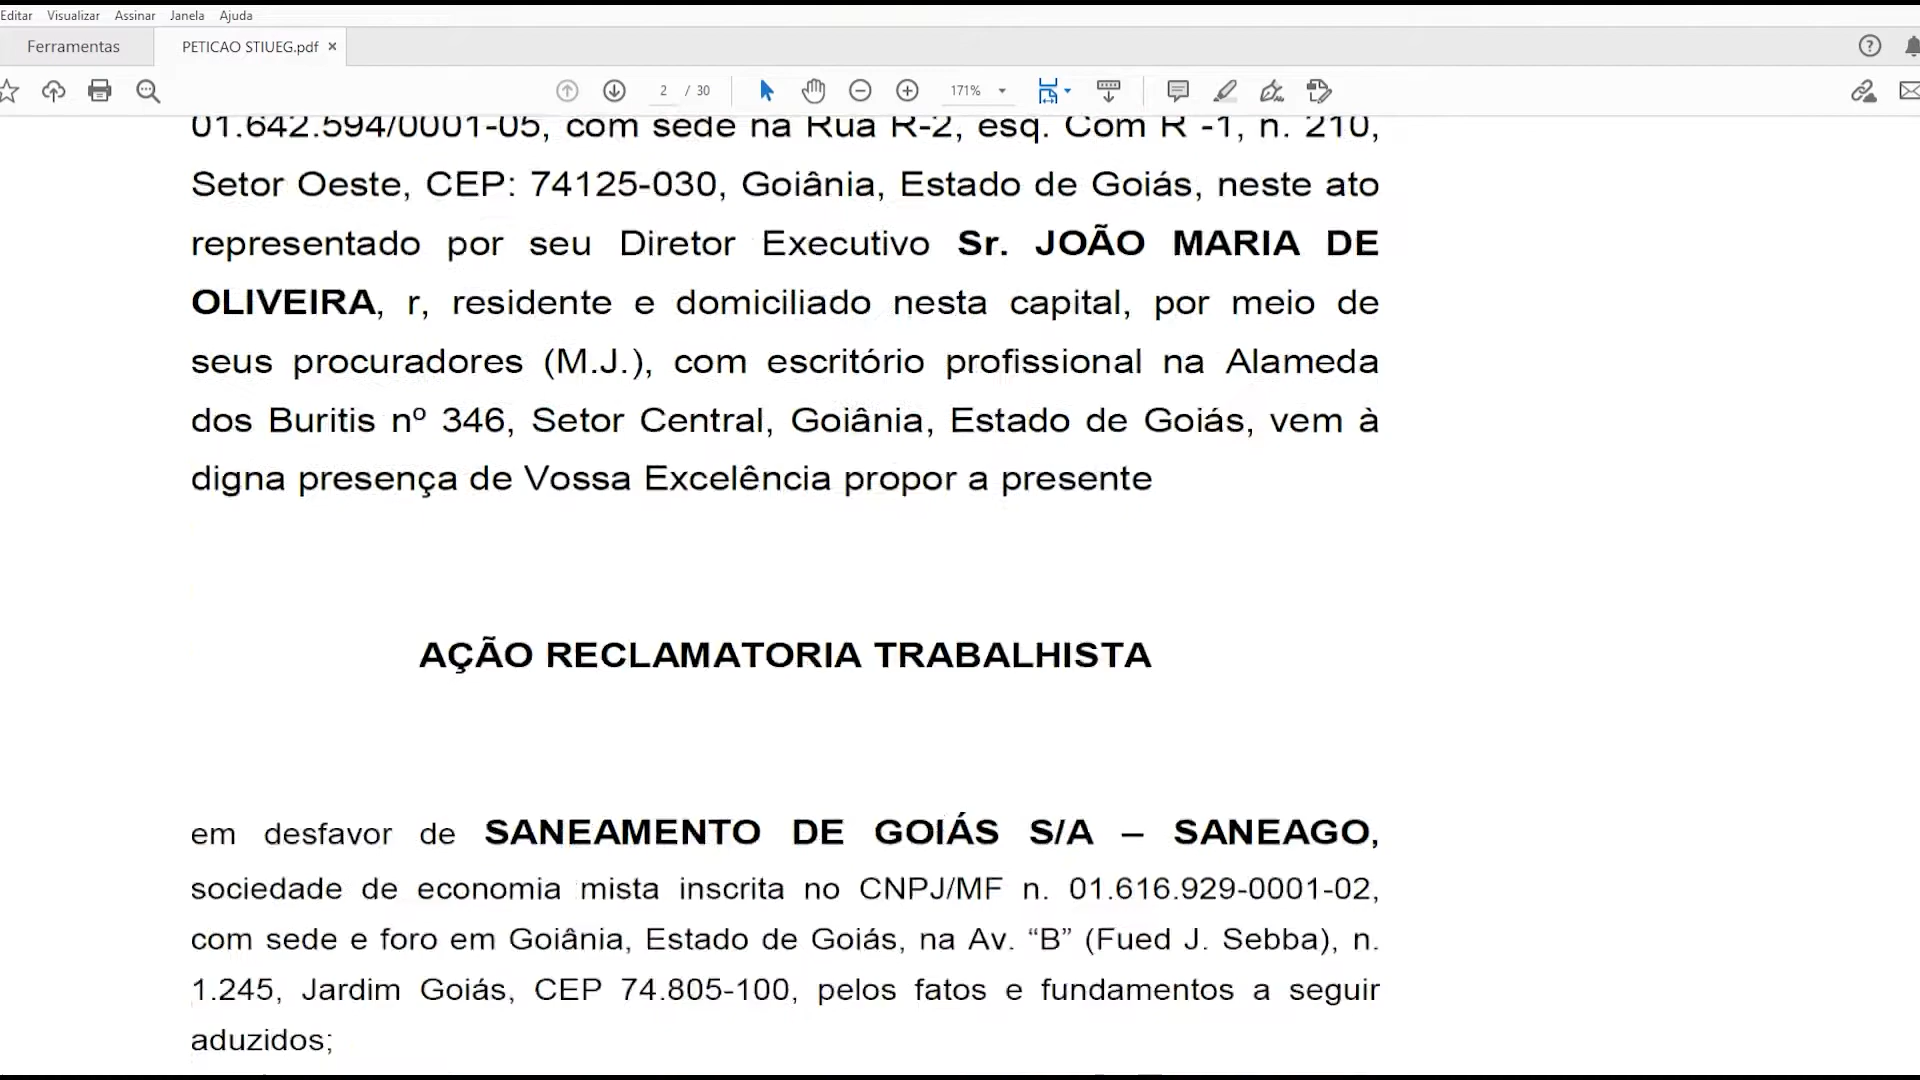 Editar Visualizar Assinar Janela Ajuda
Ferramentas PETICAO STIUEG.pdf ×
2 / 30 171%
01.642.594/0001-05, com sede na Rua R-2, esq. Com R -1, n. 210,
Setor Oeste, CEP: 74125-030, Goiânia, Estado de Goiás, neste ato
representado por seu Diretor Executivo Sr. JOÃO MARIA DE
OLIVEIRA, r, residente e domiciliado nesta capital, por meio de
seus procuradores (M.J.), com escritório profissional na Alameda
dos Buritis nº 346, Setor Central, Goiânia, Estado de Goiás, vem à
digna presença de Vossa Excelência propor a presente
AÇÃO RECLAMATORIA TRABALHISTA
em desfavor de SANEAMENTO DE GOIÁS S/A – SANEAGO,
sociedade de economia mista inscrita no CNPJ/MF n. 01.616.929-0001-02,
com sede e foro em Goiânia, Estado de Goiás, na Av. “B” (Fued J. Sebba), n.
1.245, Jardim Goiás, CEP 74.805-100, pelos fatos e fundamentos a seguir
aduzidos;